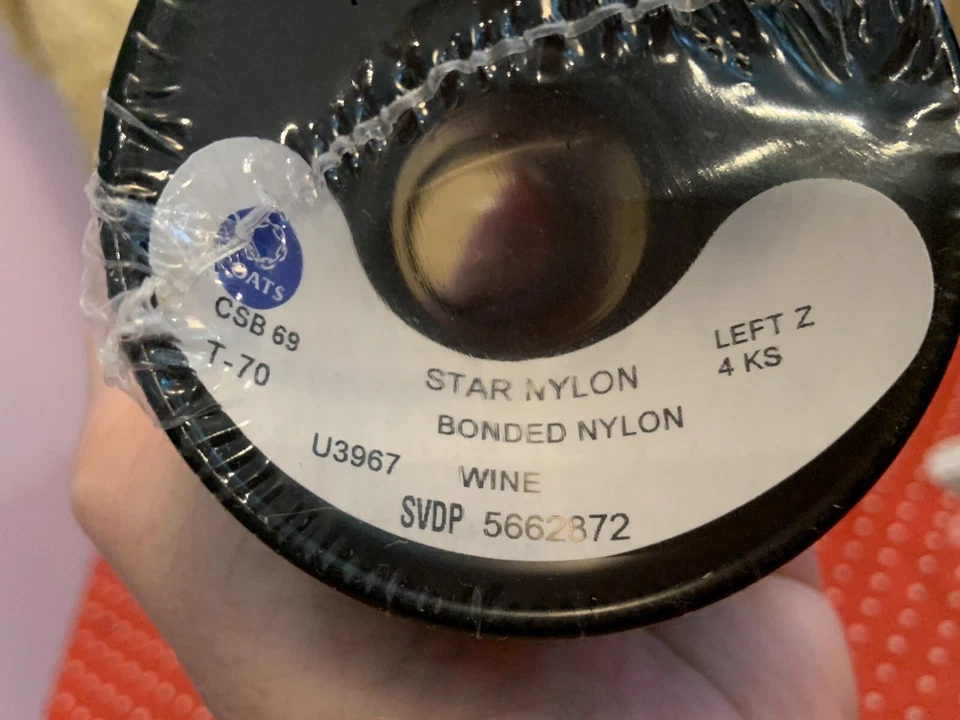 COATS
CSB 69
T-70
LEFT Z
4 KS
STAR NYLON
BONDED NYLON
U3967
WINE
SVDP 5662872